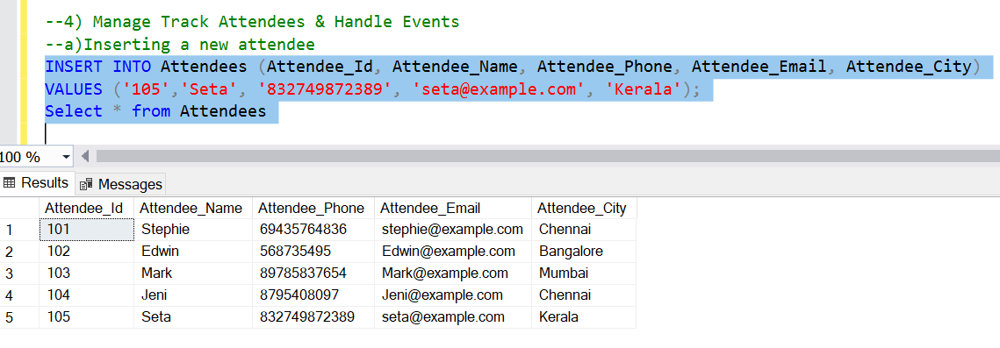 --4) Manage Track Attendees & Handle Events
--a)Inserting a new attendee
INSERT INTO Attendees (Attendee_Id, Attendee_Name, Attendee_Phone, Attendee_Email, Attendee_City)
VALUES ('105','Seta', '832749872389', 'seta@example.com', 'Kerala');
Select * from Attendees
100 %
Results Messages
Attendee_Id Attendee_Name Attendee_Phone Attendee_Email Attendee_City
1 101 Stephie 69435764836 stephie@example.com Chennai
2 102 Edwin 568735495 Edwin@example.com Bangalore
3 103 Mark 89785837654 Mark@example.com Mumbai
4 104 Jeni 8795408097 Jeni@example.com Chennai
5 105 Seta 832749872389 seta@example.com Kerala